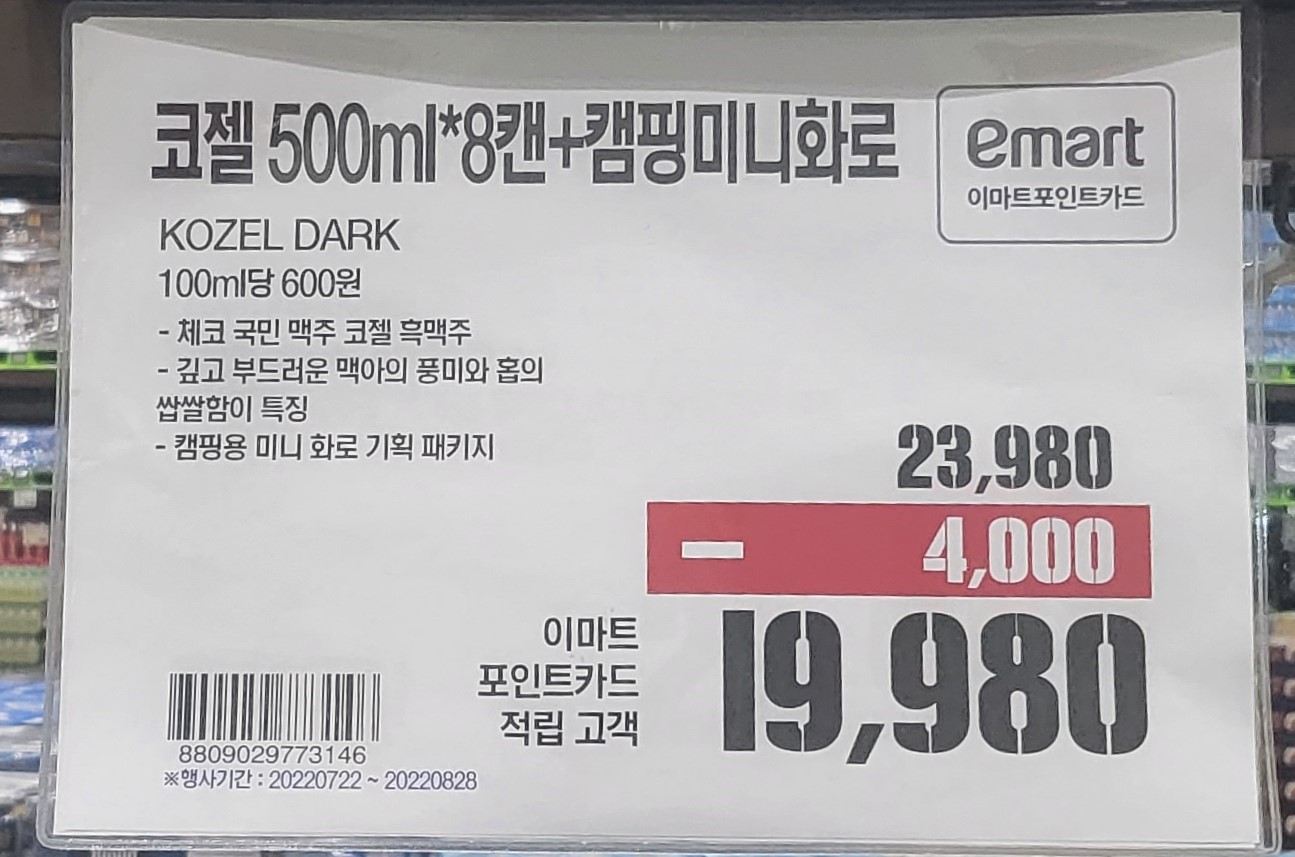 코젤 500ml*8캔+캠핑미니화로
emart
이마트포인트카드
KOZEL DARK
100ml당 600원
- 체코 국민 맥주 코젤 흑맥주
- 깊고 부드러운 맥아의 풍미와 홉의
쌉쌀함이 특징
- 캠핑용 미니 화로 기획 패키지
23,980
- 4,000
이마트
포인트카드
적립 고객
19,980
8809029773146
※행사기간 : 20220722 ~ 20220828